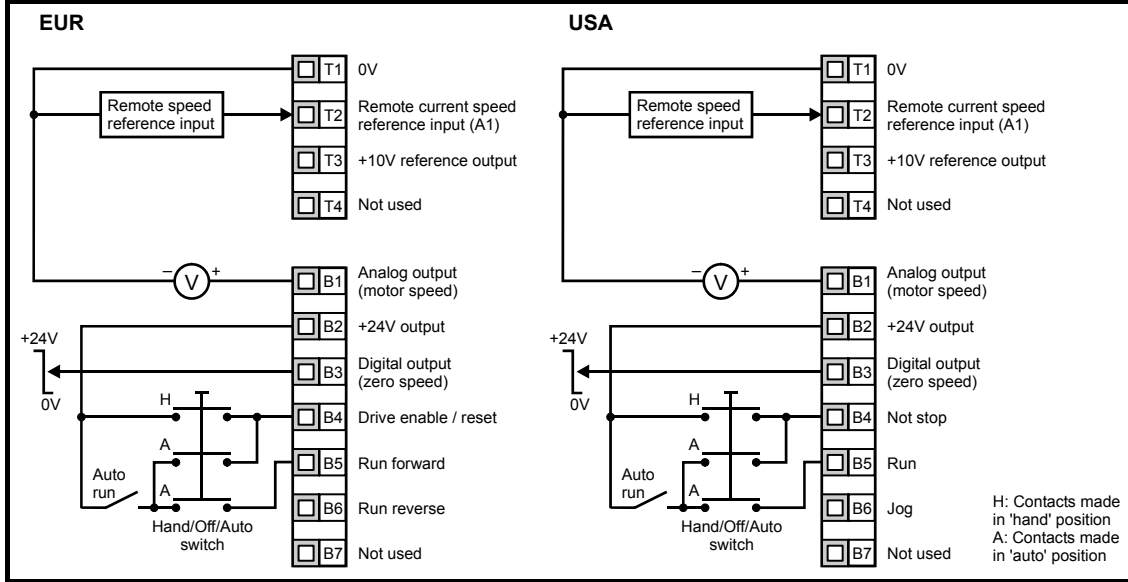 EUR
T1 0V
Remote speed
reference input
T2 Remote current speed
reference input (A1)
T3 +10V reference output
T4 Not used
– V +
B1 Analog output
(motor speed)
B2 +24V output
+24V
0V
B3 Digital output
(zero speed)
H
B4 Drive enable / reset
A
B5 Run forward
Auto
run
A
B6 Run reverse
Hand/Off/Auto
switch
B7 Not used
USA
T1 0V
Remote speed
reference input
T2 Remote current speed
reference input (A1)
T3 +10V reference output
T4 Not used
– V +
B1 Analog output
(motor speed)
B2 +24V output
+24V
0V
B3 Digital output
(zero speed)
H
B4 Not stop
A
B5 Run
Auto
run
A
B6 Jog
Hand/Off/Auto
switch
B7 Not used
H: Contacts made
in 'hand' position
A: Contacts made
in 'auto' position